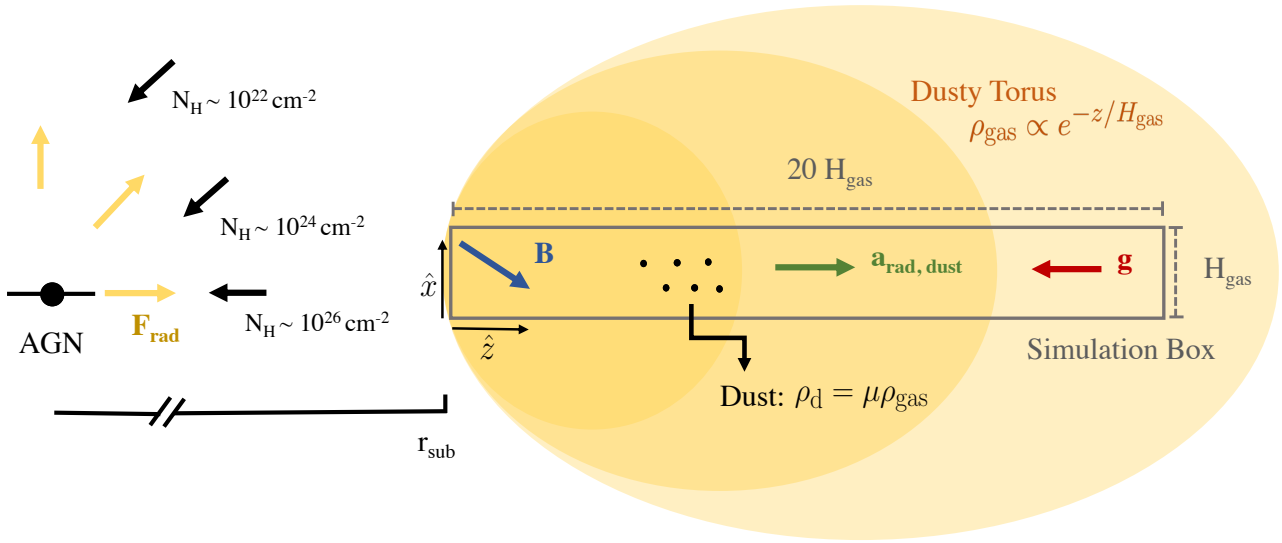 N_H ~ 10^22 cm^-2
Dusty Torus
ρ_gas ∝ e^{-z/H_gas}
20 H_gas
N_H ~ 10^24 cm^-2
B
a_rad, dust
g
x̂
H_gas
F_rad
N_H ~ 10^26 cm^-2
AGN
ẑ
Simulation Box
Dust: ρ_d = μρ_gas
r_sub